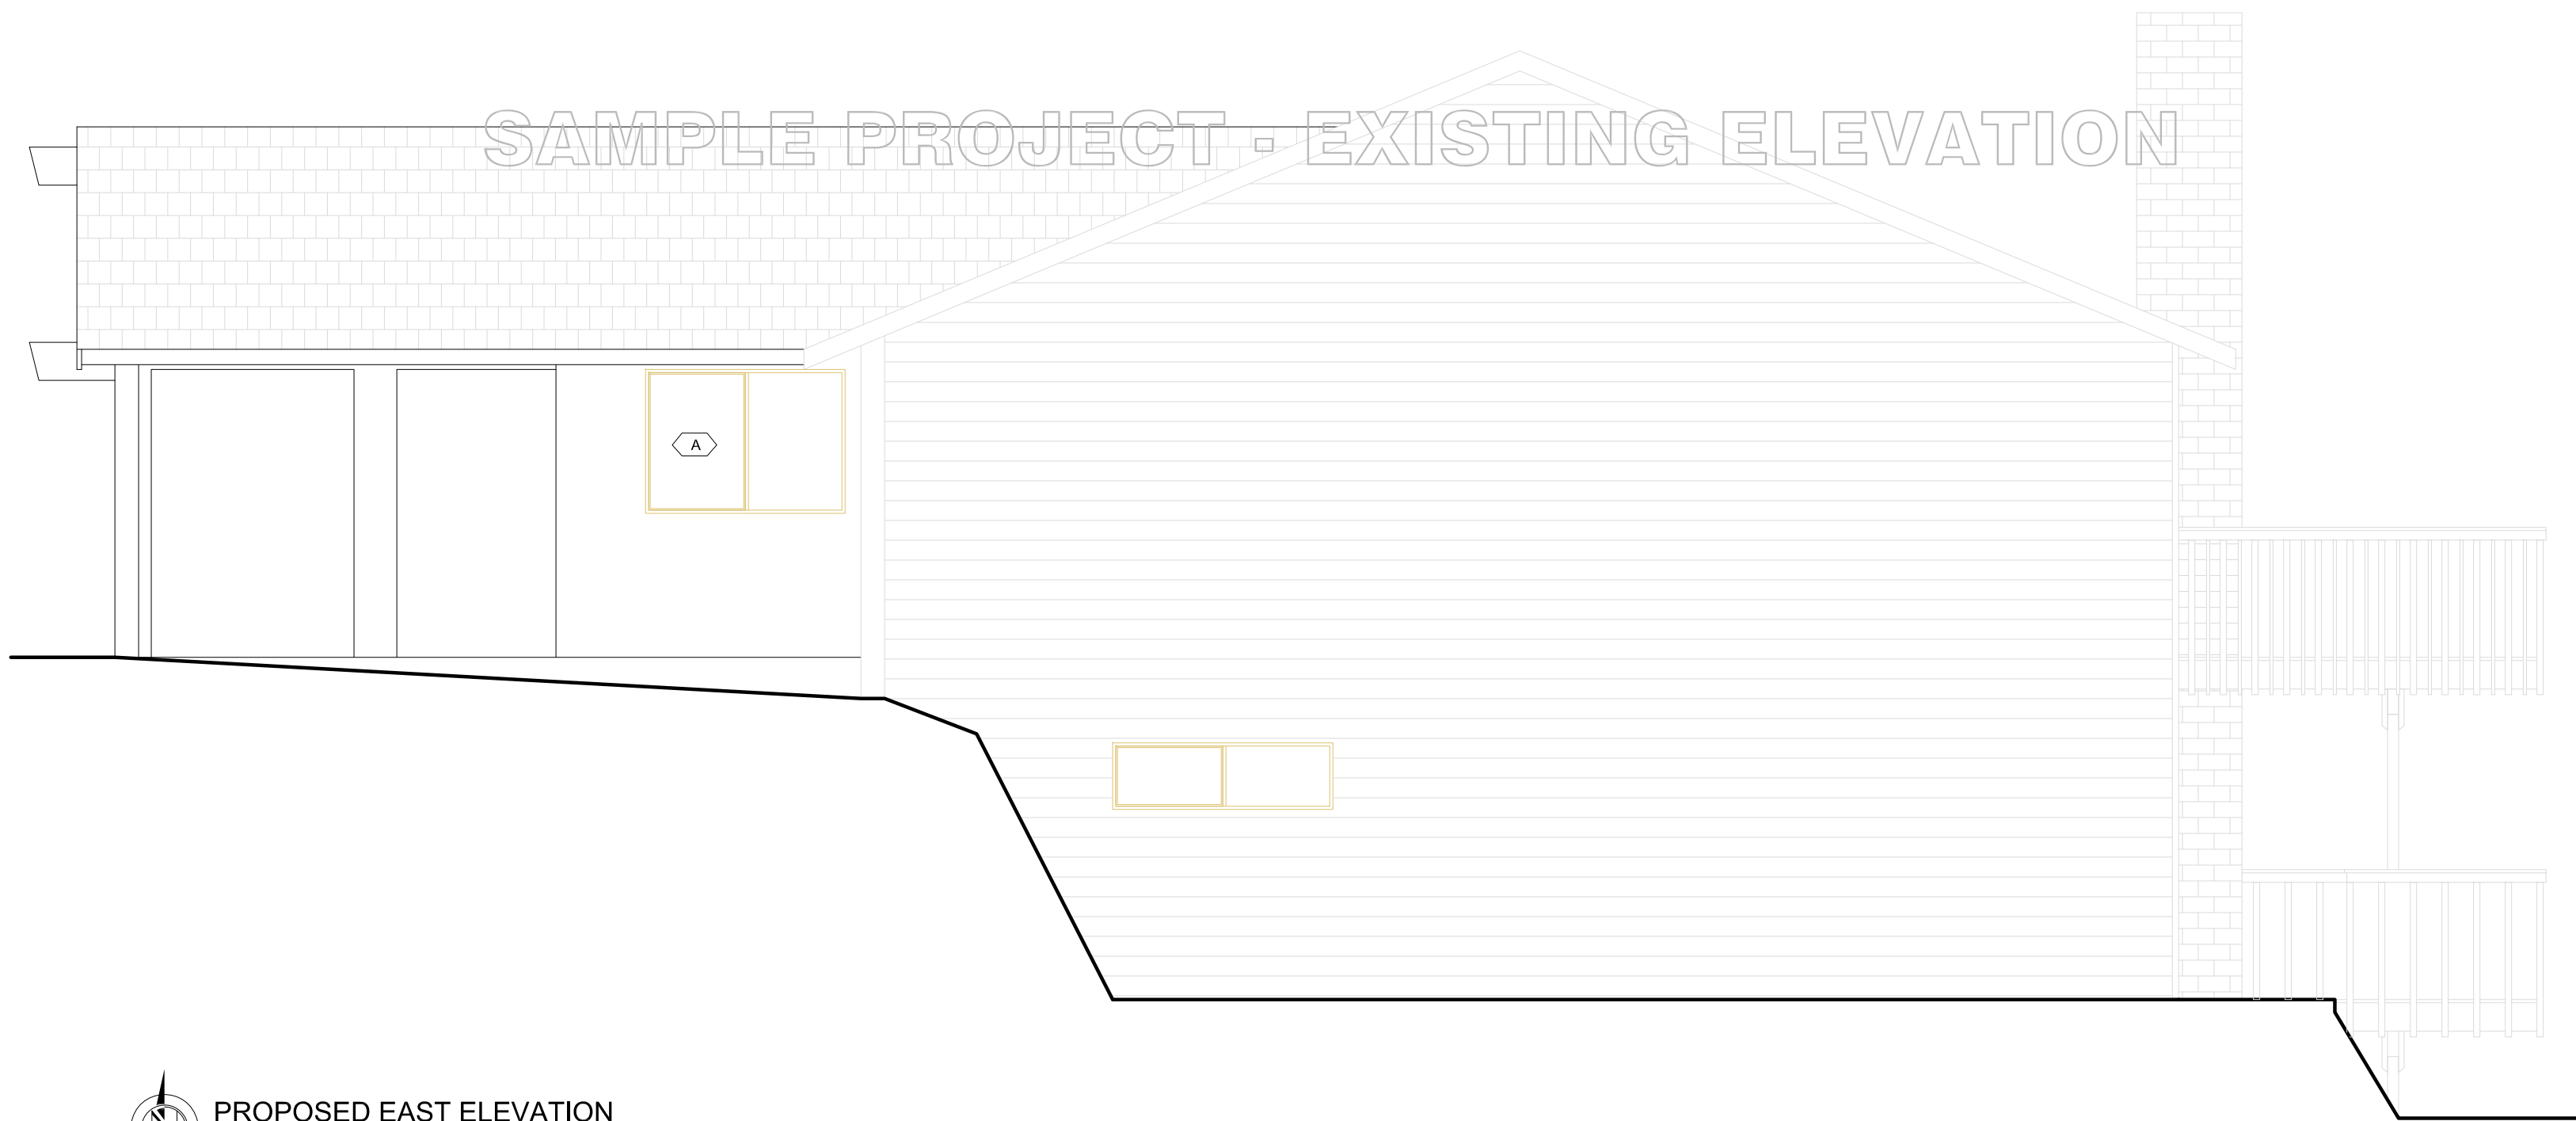 SAMPLE PROJECT - EXISTING ELEVATION
A
N
PROPOSED EAST ELEVATION